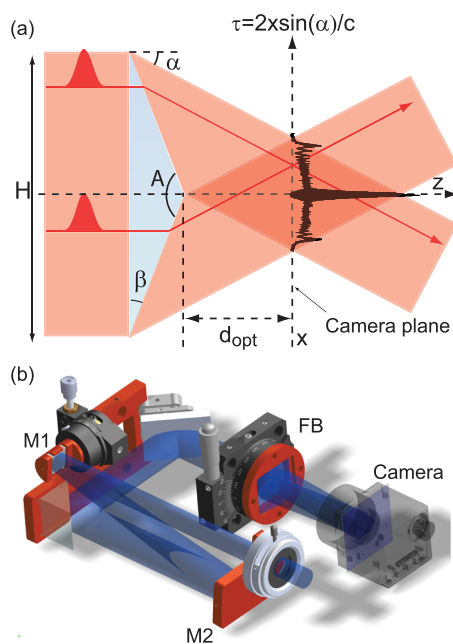 (a)
τ=2xsin(α)/c
α
H
A
z
β
Camera plane
d_opt
x
(b)
M1
FB
Camera
M2